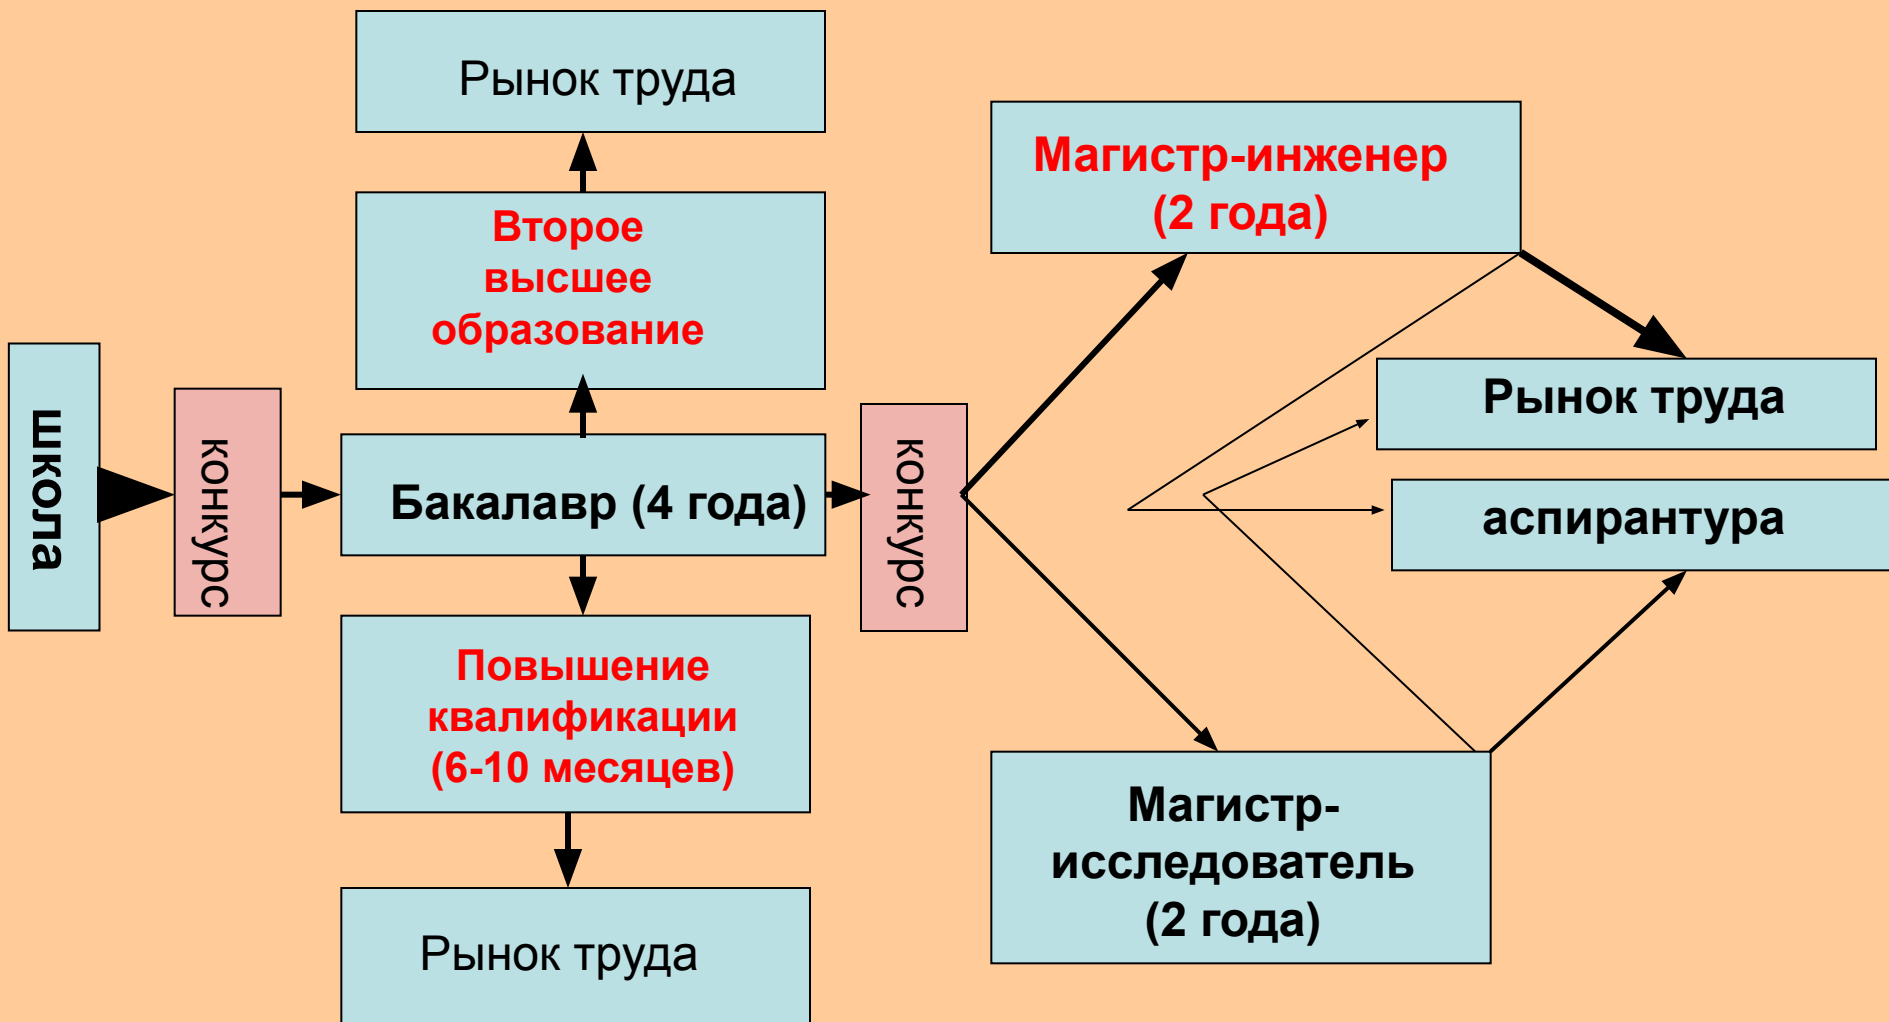 школа
конкурс
Рынок труда
Второе
высшее
образование
Бакалавр (4 года)
Повышение
квалификации
(6-10 месяцев)
Рынок труда
конкурс
Магистр-инженер
(2 года)
Рынок труда
аспирантура
Магистр-
исследователь
(2 года)